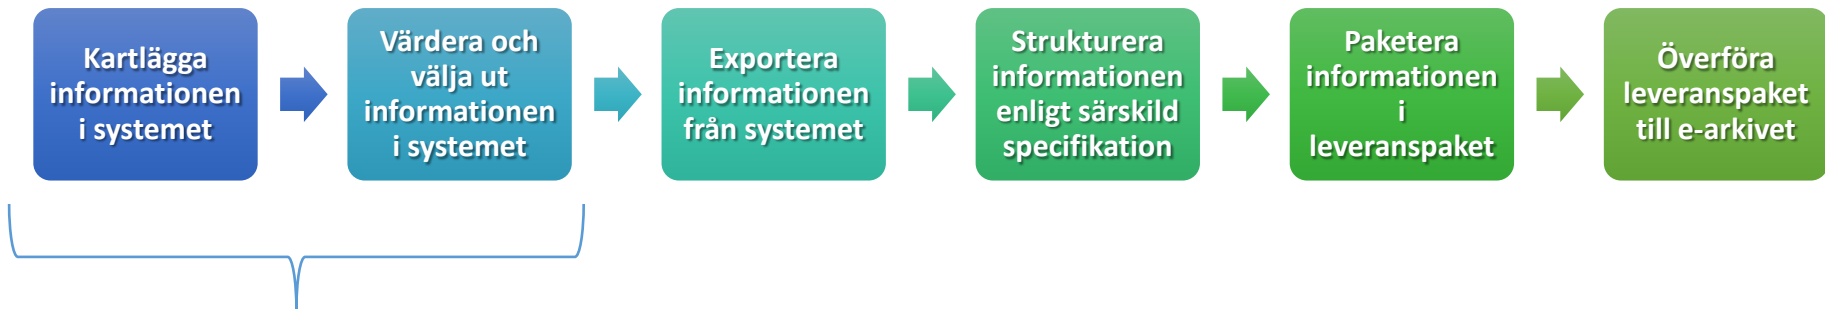 Kartlägga
informationen
i systemet
Värdera och
välja ut
informationen
i systemet
Exportera
informationen
från systemet
Strukturera
informationen
enligt särskild
specifikation
Paketera
informationen
i
leveranspaket
Överföra
leveranspaket
till e-arkivet